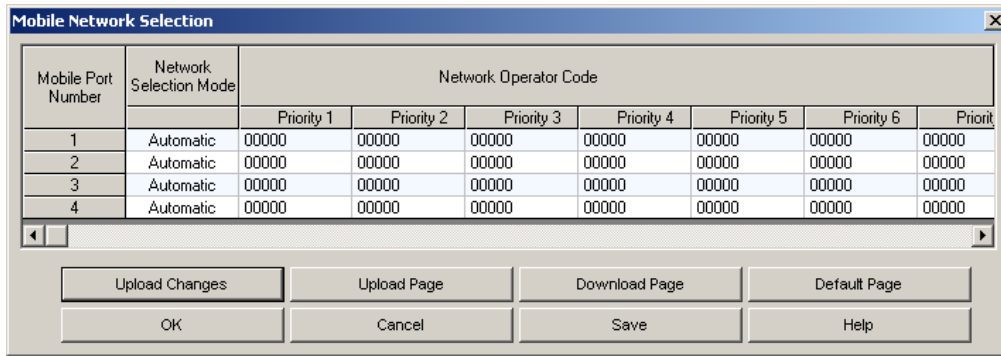 Mobile Network Selection
Mobile Port Number Network Selection Mode Network Operator Code
Priority 1 Priority 2 Priority 3 Priority 4 Priority 5 Priority 6 Priorit
1 Automatic 00000 00000 00000 00000 00000 00000 00000
2 Automatic 00000 00000 00000 00000 00000 00000 00000
3 Automatic 00000 00000 00000 00000 00000 00000 00000
4 Automatic 00000 00000 00000 00000 00000 00000 00000
Upload Changes Upload Page Download Page Default Page
OK Cancel Save Help